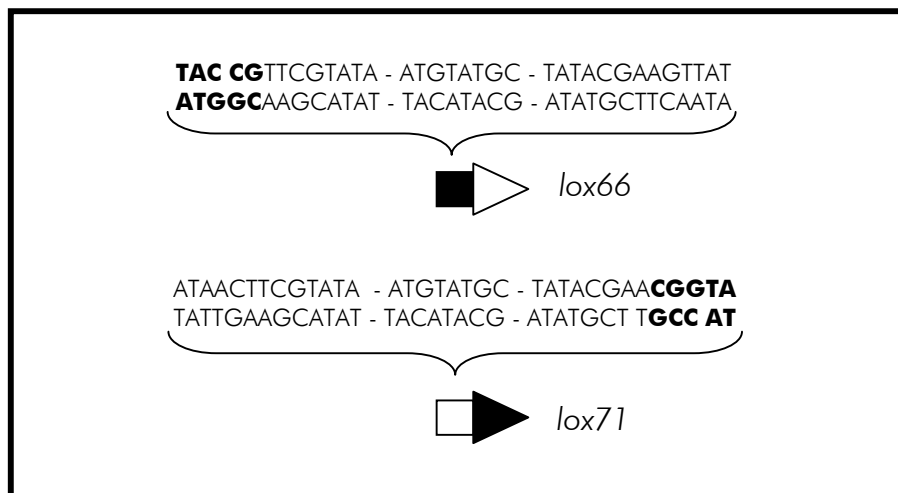 TAC CGTTCGTATA - ATGTATGC - TATACGAAGTTAT
ATGGCAAGCATAT - TACATACG - ATATGCTTCAATA
lox66
ATAACTTCGTATA - ATGTATGC - TATACGAACGGTA
TATTGAAGCATAT - TACATACG - ATATGCT TGCC AT
lox71